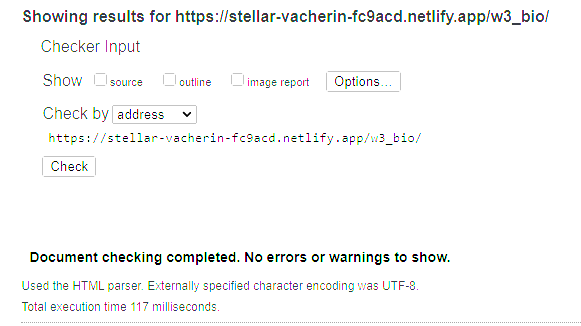 Showing results for https://stellar-vacherin-fc9acd.netlify.app/w3_bio/
Checker Input
Show source outline image report Options...
Check by address
https://stellar-vacherin-fc9acd.netlify.app/w3_bio/
Check
Document checking completed. No errors or warnings to show.
Used the HTML parser. Externally specified character encoding was UTF-8.
Total execution time 117 milliseconds.